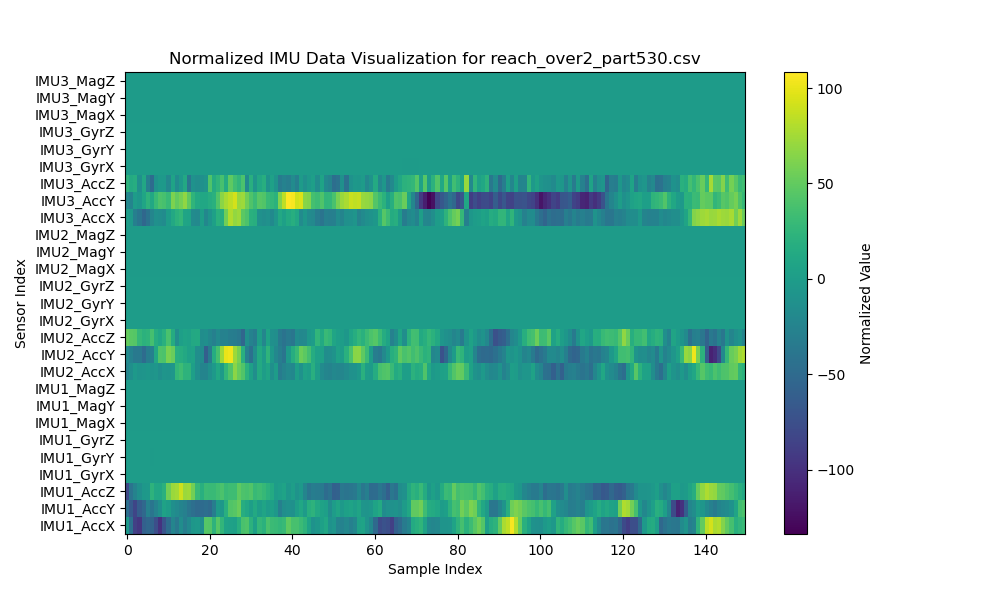 Normalized IMU Data Visualization for reach_over2_part530.csv
IMU3_MagZ
IMU3_MagY
IMU3_MagX
IMU3_GyrZ
IMU3_GyrY
IMU3_GyrX
IMU3_AccZ
IMU3_AccY
IMU3_AccX
IMU2_MagZ
IMU2_MagY
IMU2_MagX
IMU2_GyrZ
IMU2_GyrY
IMU2_GyrX
IMU2_AccZ
IMU2_AccY
IMU2_AccX
IMU1_MagZ
IMU1_MagY
IMU1_MagX
IMU1_GyrZ
IMU1_GyrY
IMU1_GyrX
IMU1_AccZ
IMU1_AccY
IMU1_AccX
Sensor Index
0 20 40 60 80 100 120 140
Sample Index
100
50
0
−50
−100
Normalized Value